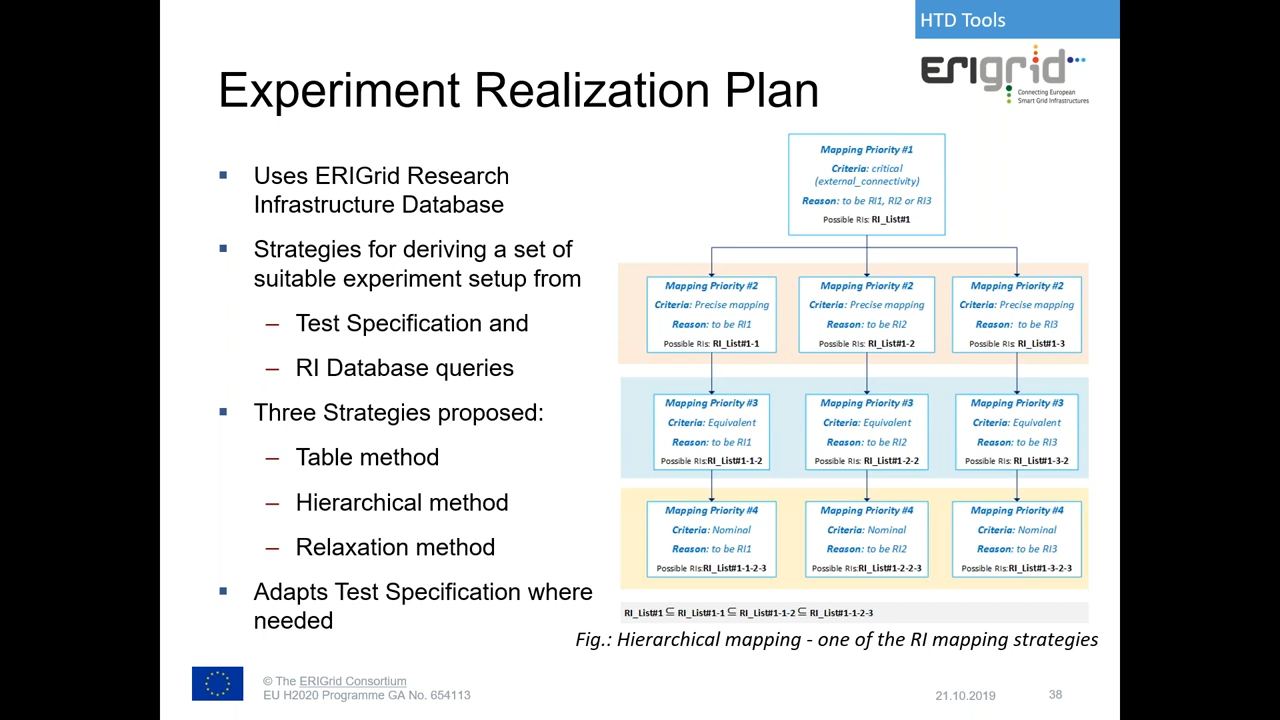 HTD Tools
ERIGrid
Connecting European
Smart Grid Infrastructures
Experiment Realization Plan
▪ Uses ERIGrid Research
Infrastructure Database
▪ Strategies for deriving a set of
suitable experiment setup from
– Test Specification and
– RI Database queries
▪ Three Strategies proposed:
– Table method
– Hierarchical method
– Relaxation method
▪ Adapts Test Specification where
needed
Mapping Priority #1
Criteria: critical
(external_connectivity)
Reason: to be RI1, RI2 or RI3
Possible RIs: RI_List#1
Mapping Priority #2
Criteria: Precise mapping
Reason: to be RI1
Possible RIs: RI_List#1-1
Mapping Priority #2
Criteria: Precise mapping
Reason: to be RI2
Possible RIs: RI_List#1-2
Mapping Priority #2
Criteria: Precise mapping
Reason: to be RI3
Possible RIs: RI_List#1-3
Mapping Priority #3
Criteria: Equivalent
Reason: to be RI1
Possible RIs:RI_List#1-1-2
Mapping Priority #3
Criteria: Equivalent
Reason: to be RI2
Possible RIs: RI_List#1-2-2
Mapping Priority #3
Criteria: Equivalent
Reason: to be RI3
Possible RIs: RI_List#1-3-2
Mapping Priority #4
Criteria: Nominal
Reason: to be RI1
Possible RIs:RI_List#1-1-2-3
Mapping Priority #4
Criteria: Nominal
Reason: to be RI2
Possible RIs:RI_List#1-2-2-3
Mapping Priority #4
Criteria: Nominal
Reason: to be RI3
Possible RIs:RI_List#1-3-2-3
RI_List#1 ⊆ RI_List#1-1 ⊆ RI_List#1-1-2 ⊆ RI_List#1-1-2-3
Fig.: Hierarchical mapping - one of the RI mapping strategies
© The ERIGrid Consortium
EU H2020 Programme GA No. 654113
21.10.2019
38